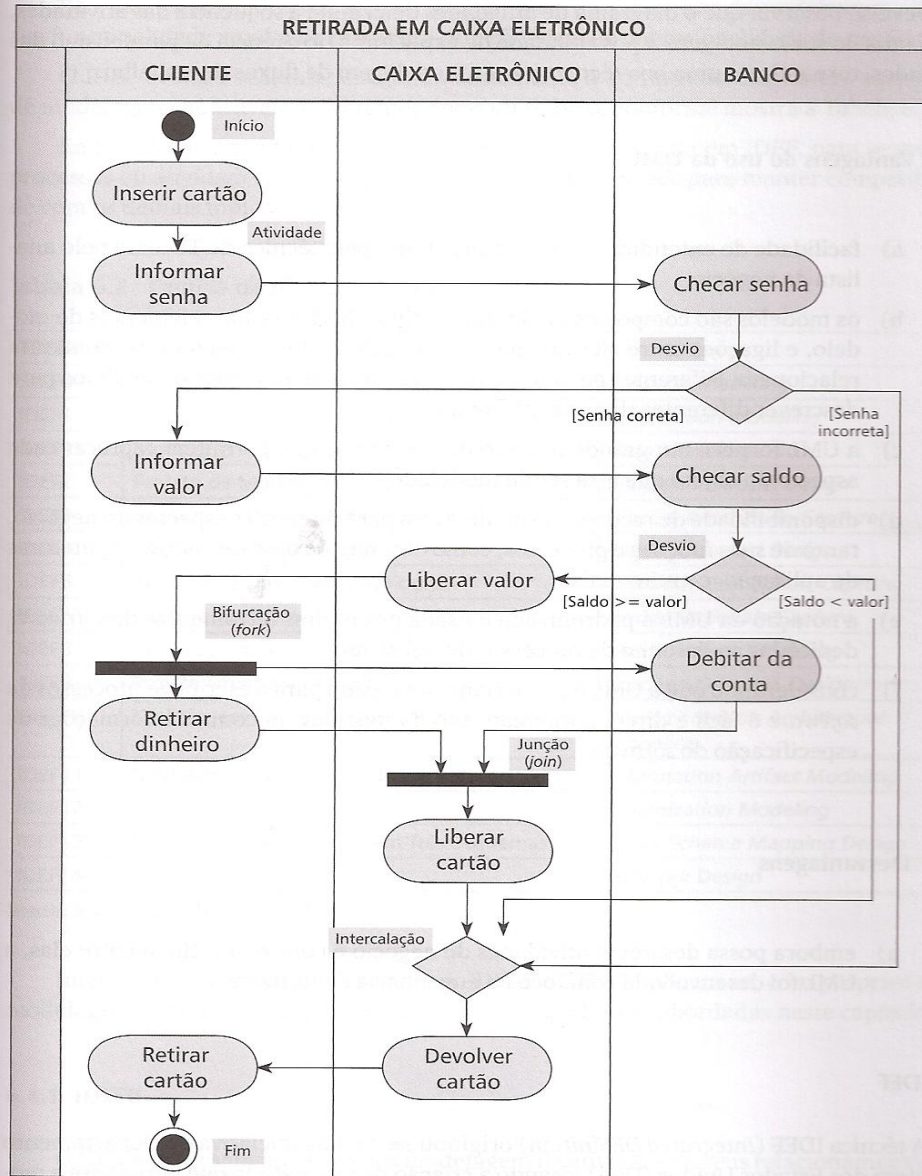 RETIRADA EM CAIXA ELETRÔNICO
CLIENTE
CAIXA ELETRÔNICO
BANCO
Início
Inserir cartão
Atividade
Informar
senha
Checar senha
Desvio
[Senha correta]
[Senha
incorreta]
Informar
valor
Checar saldo
Desvio
Liberar valor
[Saldo >= valor]
[Saldo < valor]
Bifurcação
(fork)
Debitar da
conta
Retirar
dinheiro
Junção
(join)
Liberar
cartão
Intercalação
Retirar
cartão
Devolver
cartão
Fim